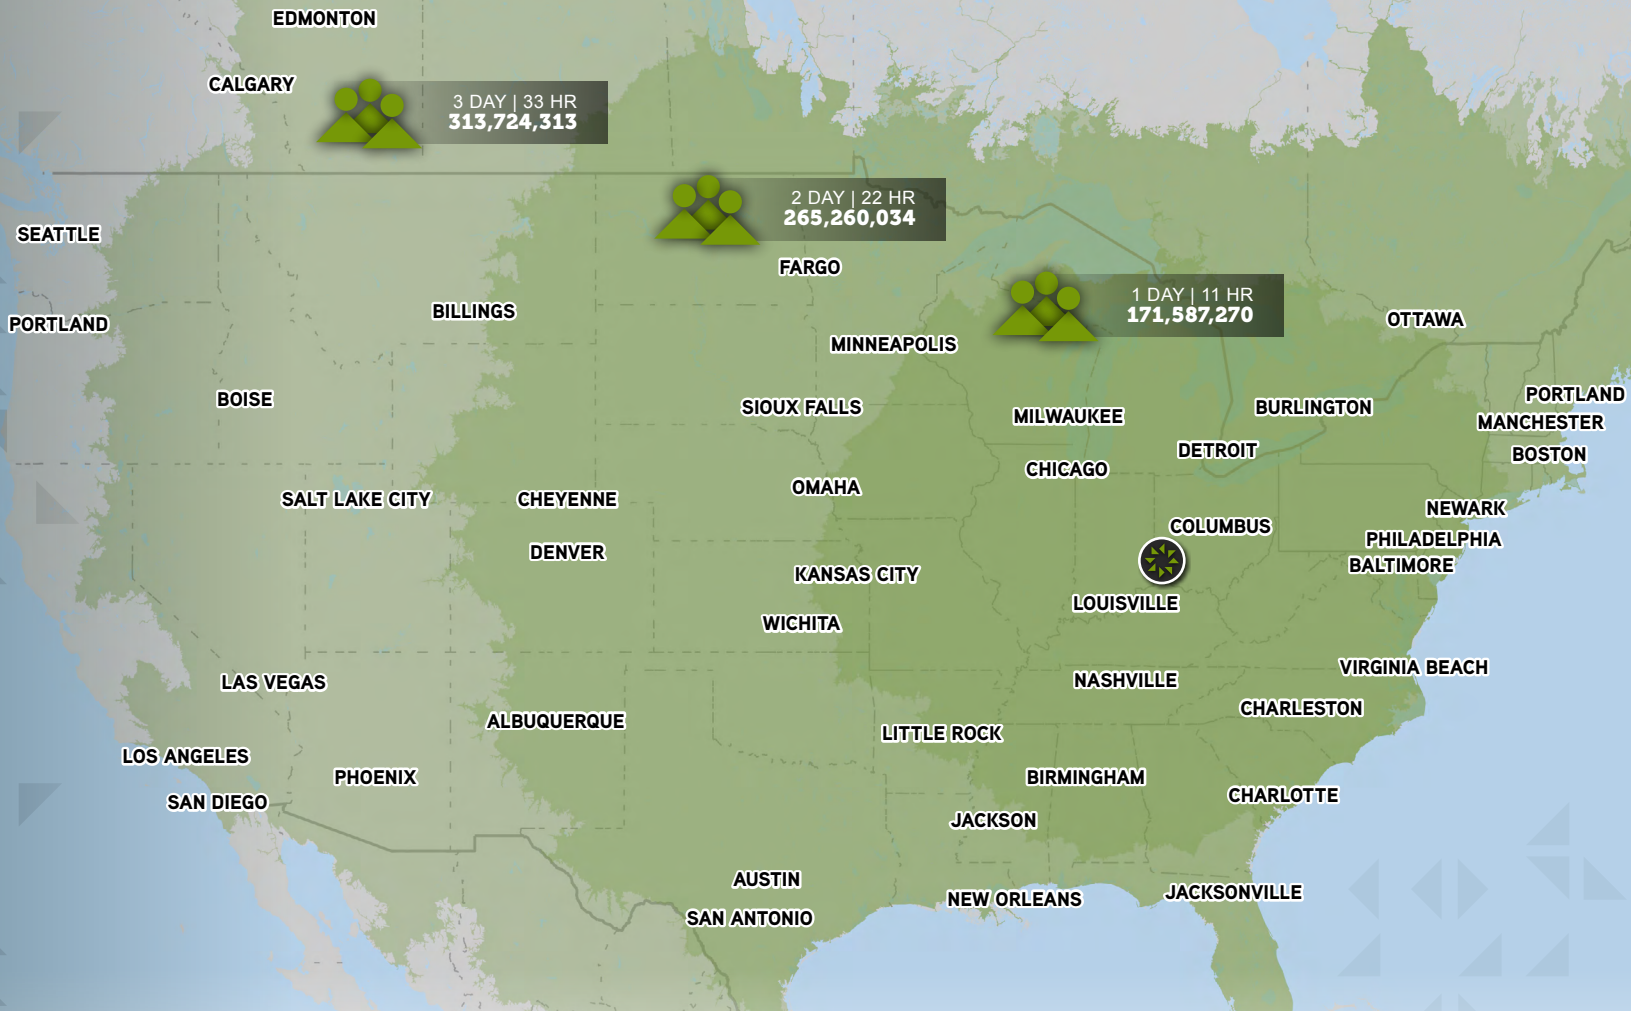 EDMONTON
CALGARY
3 DAY | 33 HR
313,724,313
2 DAY | 22 HR
265,260,034
SEATTLE
FARGO
1 DAY | 11 HR
171,587,270
BILLINGS
OTTAWA
PORTLAND
MINNEAPOLIS
BOISE
PORTLAND
SIOUX FALLS
BURLINGTON
MILWAUKEE
MANCHESTER
DETROIT
BOSTON
CHICAGO
OMAHA
SALT LAKE CITY
CHEYENNE
NEWARK
COLUMBUS
PHILADELPHIA
DENVER
BALTIMORE
KANSAS CITY
LOUISVILLE
WICHITA
VIRGINIA BEACH
NASHVILLE
LAS VEGAS
CHARLESTON
ALBUQUERQUE
LITTLE ROCK
LOS ANGELES
PHOENIX
BIRMINGHAM
CHARLOTTE
SAN DIEGO
JACKSON
AUSTIN
JACKSONVILLE
NEW ORLEANS
SAN ANTONIO